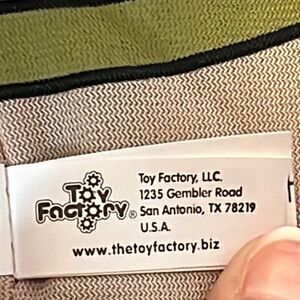 Toy
Factory®
Toy Factory, LLC.
1235 Gembler Road
San Antonio, TX 78219
U.S.A.
www.thetoyfactory.biz